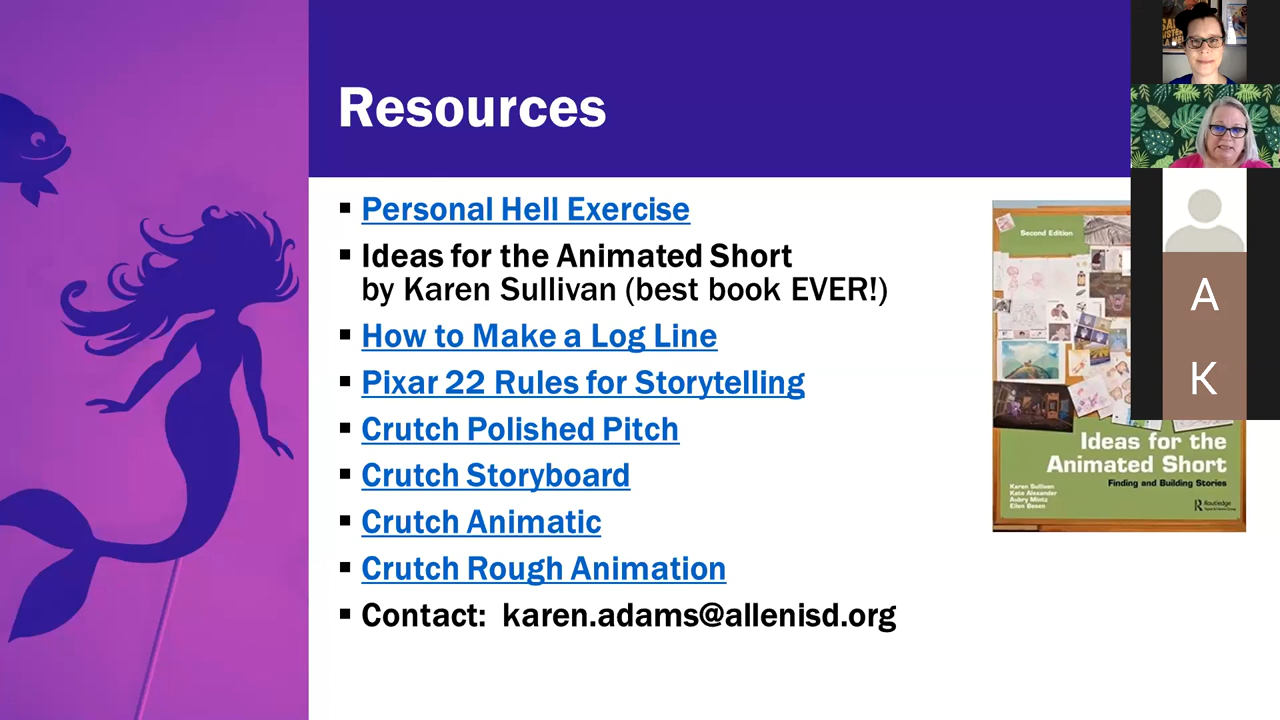 Resources
Personal Hell Exercise
Ideas for the Animated Short
by Karen Sullivan (best book EVER!)
How to Make a Log Line
Pixar 22 Rules for Storytelling
Crutch Polished Pitch
Crutch Storyboard
Crutch Animatic
Crutch Rough Animation
Contact:  karen.adams@allenisd.org
Second Edition
Ideas for the
Animated Short
Finding and Building Stories
Karen Sullivan
Kate Alexander
Aubry Mintz
Ellen Besen
Routledge
A
K